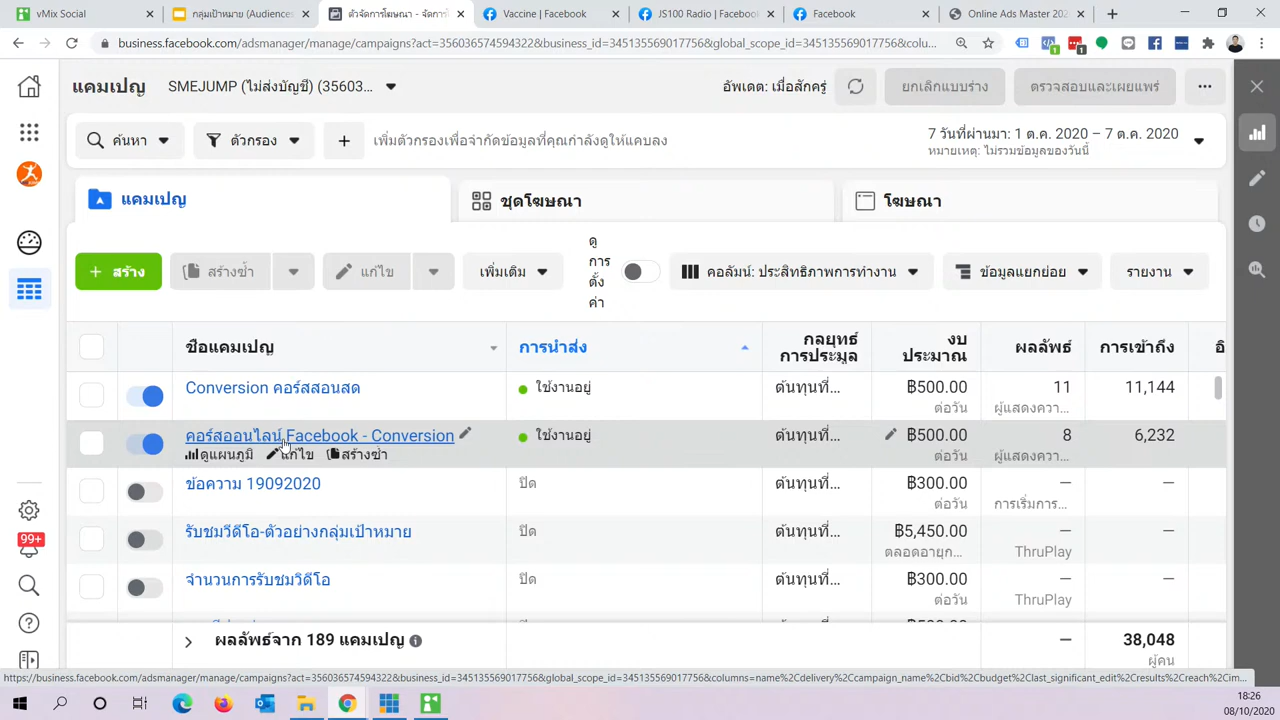 vMix Social
กลุ่มเป้าหมาย (Audiences
ตัวจัดการโฆษณา - จัดการโ
Vaccine | Facebook
JS100 Radio | Facebook
Facebook
Online Ads Master 202
business.facebook.com/adsmanager/manage/campaigns?act=356036574594322&business_id=345135569017756&global_scope_id=345135569017756&colu...
แคมเปญ
SMEJUMP (ไม่ส่งบัญชี) (35603...
อัพเดต: เมื่อสักครู่
ยกเลิกแบบร่าง
ตรวจสอบและเผยแพร่
ค้นหา
ตัวกรอง
เพิ่มตัวกรองเพื่อจำกัดข้อมูลที่คุณกำลังดูให้แคบลง
7 วันที่ผ่านมา: 1 ต.ค. 2020 – 7 ต.ค. 2020
หมายเหตุ: ไม่รวมข้อมูลของวันนี้
แคมเปญ
ชุดโฆษณา
โฆษณา
+ สร้าง
สร้างซ้ำ
แก้ไข
เพิ่มเติม
ดูการตั้งค่า
คอลัมน์: ประสิทธิภาพการทำงาน
ข้อมูลแยกย่อย
รายงาน
ชื่อแคมเปญ
การนำส่ง
กลยุทธ์การประมูล
งบประมาณ
ผลลัพธ์
การเข้าถึง
Conversion คอร์สสอนสด
ใช้งานอยู่
ต้นทุนที่...
฿500.00
ต่อวัน
11
ผู้แสดงควา...
11,144
คอร์สออนไลน์ Facebook - Conversion
ดูแผนภูมิ
แก้ไข
สร้างซ้ำ
ใช้งานอยู่
ต้นทุนที่...
฿500.00
ต่อวัน
8
ผู้แสดงควา...
6,232
ข้อความ 19092020
ปิด
ต้นทุนที่...
฿300.00
ต่อวัน
—
การเริ่มการ...
—
รับชมวีดีโอ-ตัวอย่างกลุ่มเป้าหมาย
ปิด
ต้นทุนที่...
฿5,450.00
ตลอดอายุก...
—
ThruPlay
—
จำนวนการรับชมวิดีโอ
ปิด
ต้นทุนที่...
฿300.00
ต่อวัน
—
ThruPlay
—
ผลลัพธ์จาก 189 แคมเปญ
—
38,048
ผู้คน
99+
https://business.facebook.com/adsmanager/manage/campaigns?act=356036574594322&business_id=345135569017756&global_scope_id=345135569017756&columns=name%2Cdelivery%2Ccampaign_name%2Cbid%2Cbudget%2Clast_significant_edit%2Cresults%2Creach%2Cim...
18:26
08/10/2020